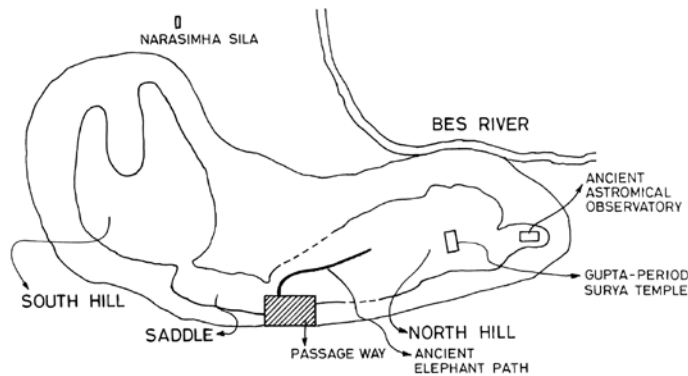 NARASIMHA SILA
BES RIVER
ANCIENT
ASTROMICAL
OBSERVATORY
GUPTA-PERIOD
SURYA TEMPLE
SOUTH HILL
SADDLE
PASSAGE WAY
NORTH HILL
ANCIENT
ELEPHANT PATH